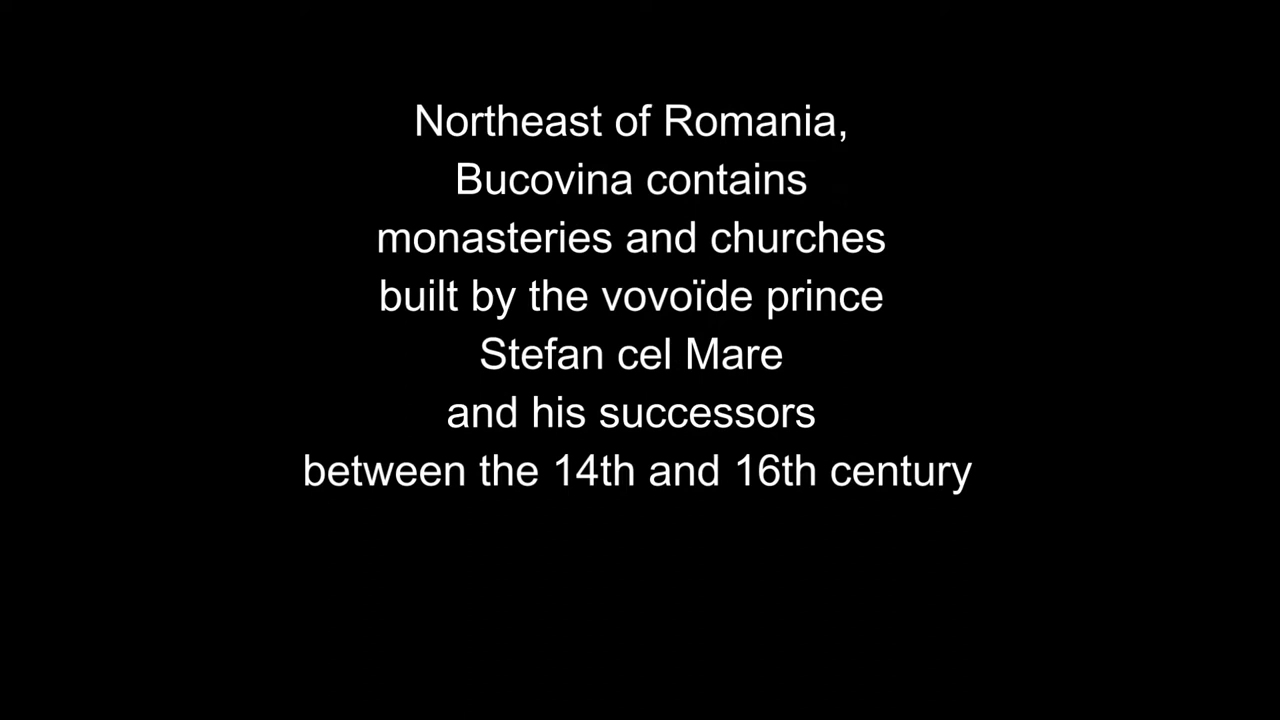 Northeast of Romania,
Bucovina contains
monasteries and churches
built by the vovoïde prince
Stefan cel Mare
and his successors
between the 14th and 16th century